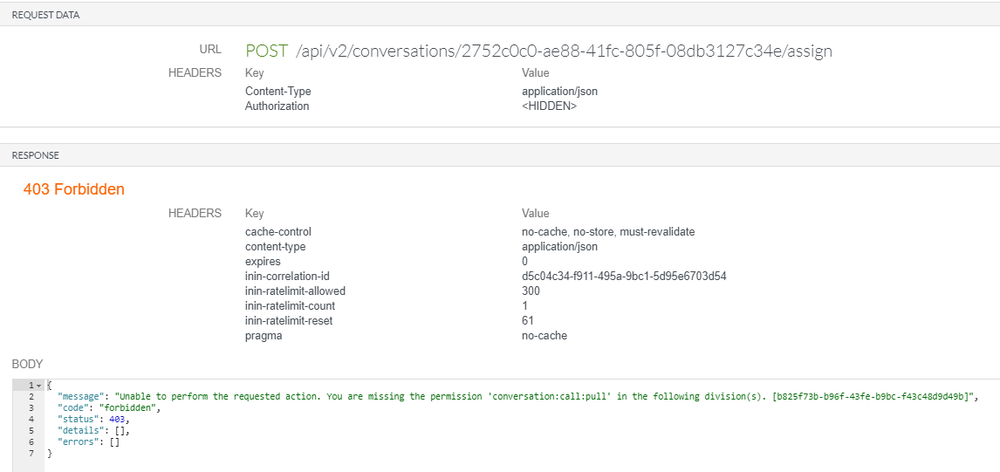 REQUEST DATA
URL POST /api/v2/conversations/2752c0c0-ae88-41fc-805f-08db3127c34e/assign
HEADERS Key Value
Content-Type application/json
Authorization <HIDDEN>
RESPONSE
403 Forbidden
HEADERS Key Value
cache-control no-cache, no-store, must-revalidate
content-type application/json
expires 0
inin-correlation-id d5c04c34-f911-495a-9bc1-5d95e6703d54
inin-ratelimit-allowed 300
inin-ratelimit-count 1
inin-ratelimit-reset 61
pragma no-cache
BODY
1 {
2 "message": "Unable to perform the requested action. You are missing the permission 'conversation:call:pull' in the following division(s). [b825f73b-b96f-43fe-b9bc-f43c48d9d49b]",
3 "code": "forbidden",
4 "status": 403,
5 "details": [],
6 "errors": []
7 }